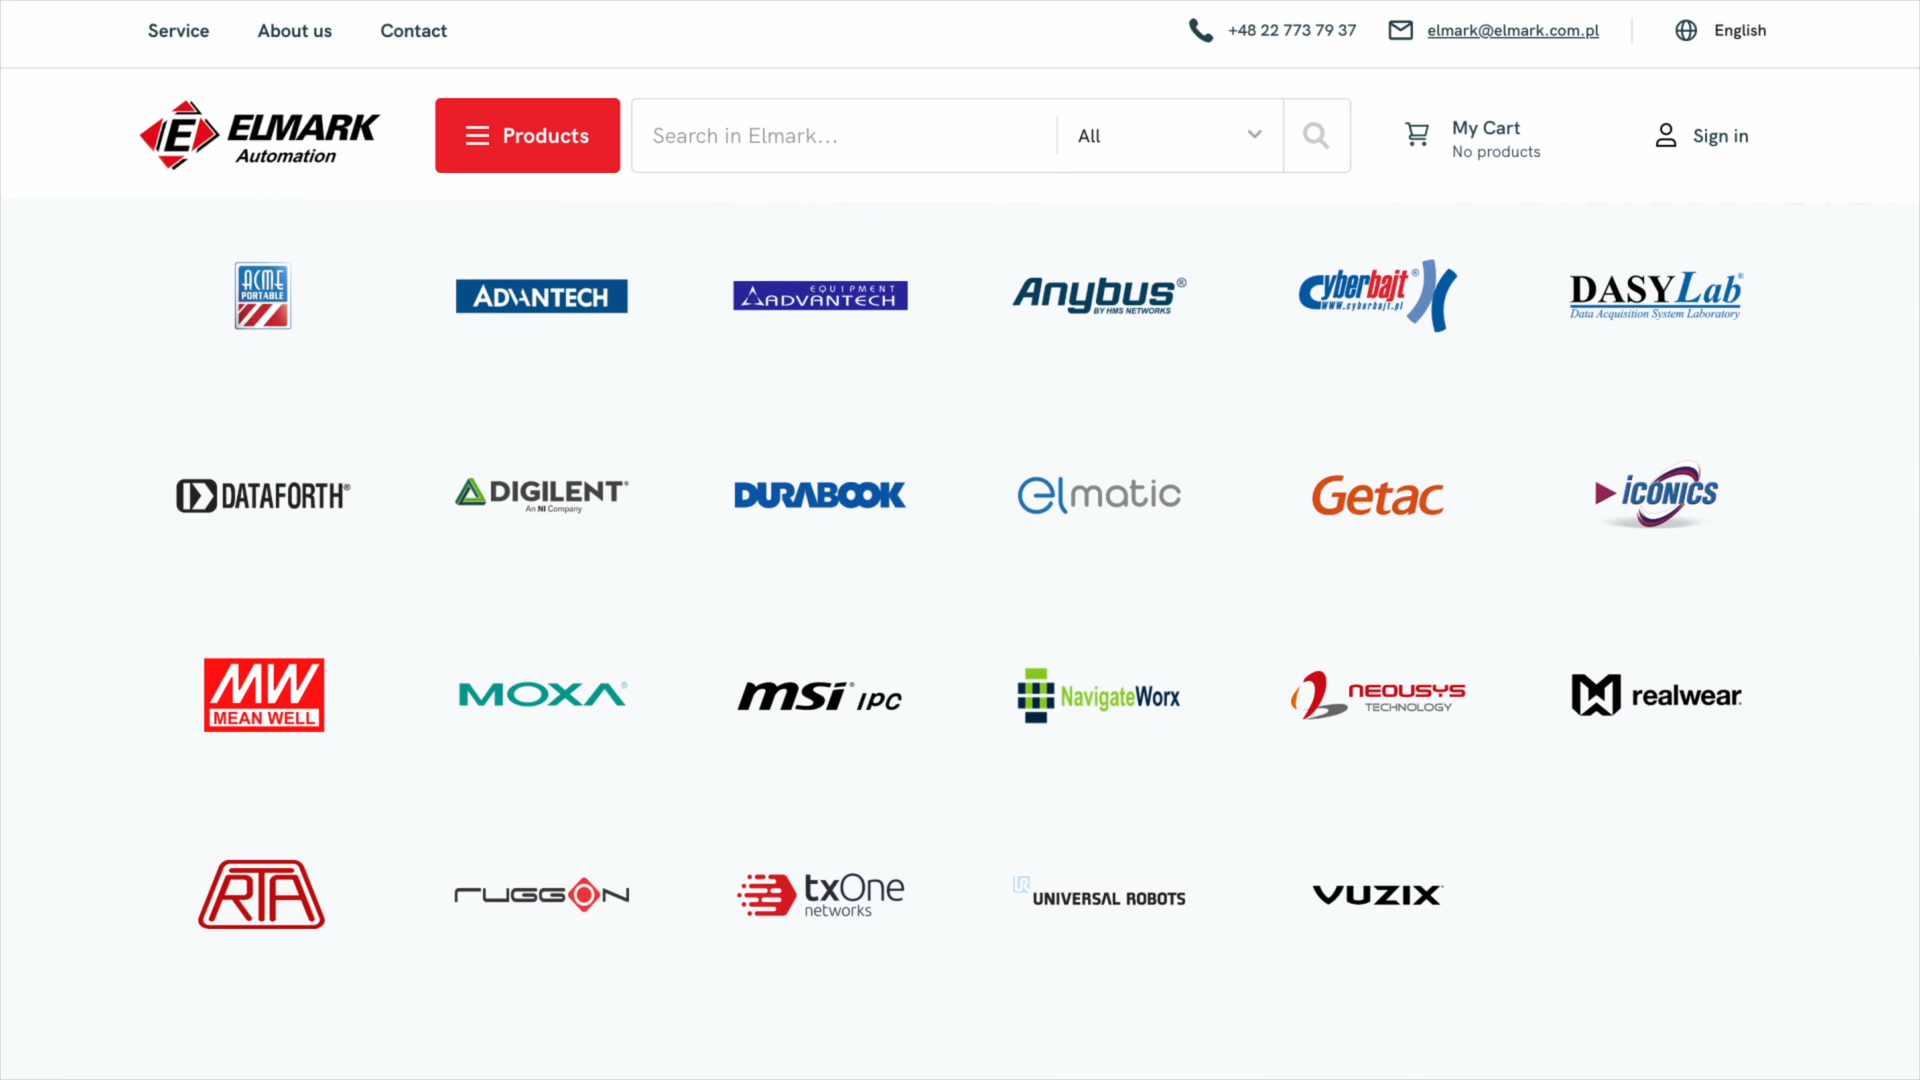 Service About us Contact +48 22 773 79 37 elmark@elmark.com.pl English
E ELMARK
Automation
Products
Search in Elmark...
All
My Cart
No products
Sign in
ACME
PORTABLE
ADVANTECH
EQUIPMENT
ADVANTECH
Anybus®
BY HMS NETWORKS
Cyberbajt®
www.cyberbajt.pl
DASYLab®
Data Acquisition System Laboratory
DATAFORTH®
DIGILENT®
An NI Company
DURABOOK
elmatic
Getac
ICONICS
MW
MEAN WELL
MOXA®
msi® IPC
NavigateWorx
NEOUSYS
TECHNOLOGY
realwear
RTA
RUGGON
txOne
networks
UR
UNIVERSAL ROBOTS
VUZIX